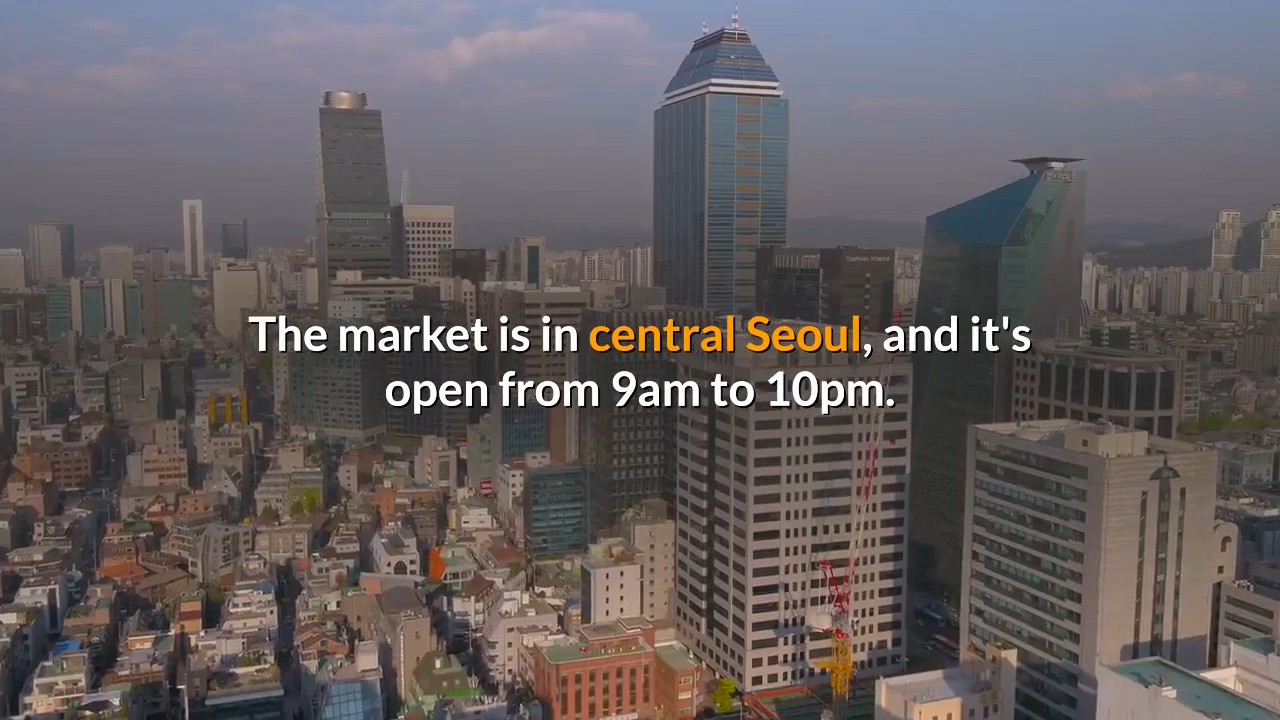 The market is in central Seoul, and it's
open from 9am to 10pm.